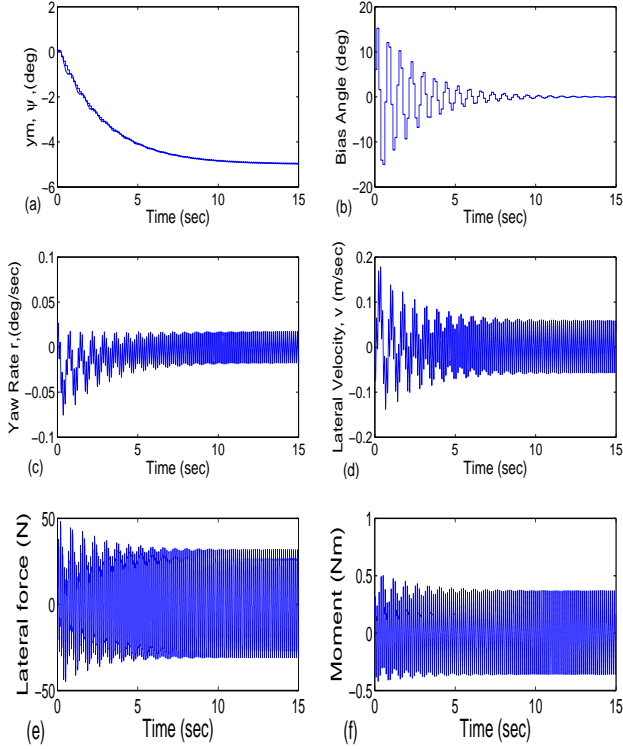 2
0
−2
−4
−6
ym, Ψ ,(deg)
0 5 10 15
(a) Time (sec)
20
10
0
−10
−20
Bias Angle (deg)
0 5 10 15
(b) Time (sec)
0.1
0.05
0
−0.05
−0.1
Yaw Rate r,(deg/sec)
0 5 10 15
(c) Time (sec)
0.2
0.1
0
−0.1
−0.2
Lateral Velocity, v (m/sec)
0 5 10 15
(d) Time (sec)
50
0
−50
Lateral force (N)
0 5 10 15
(e) Time (sec)
1
0.5
0
−0.5
Moment (Nm)
0 5 10 15
(f) Time (sec)